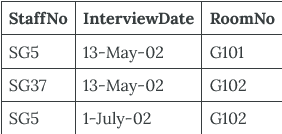 StaffNo InterviewDate RoomNo
SG5 13-May-02 G101
SG37 13-May-02 G102
SG5 1-July-02 G102